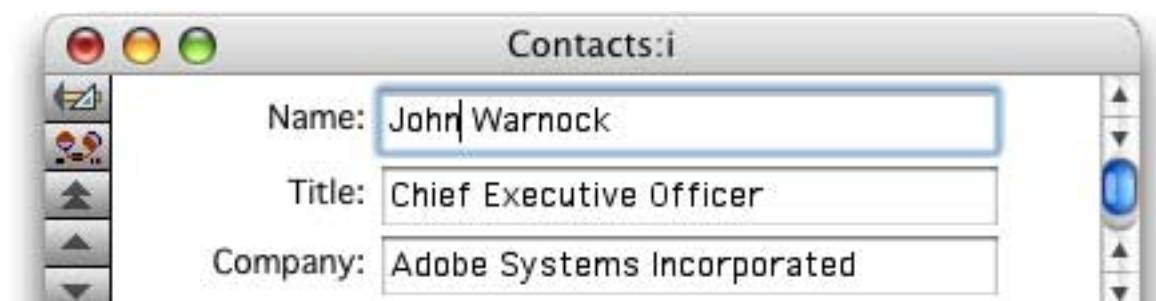 Contacts:i
Name: John Warnock
Title: Chief Executive Officer
Company: Adobe Systems Incorporated